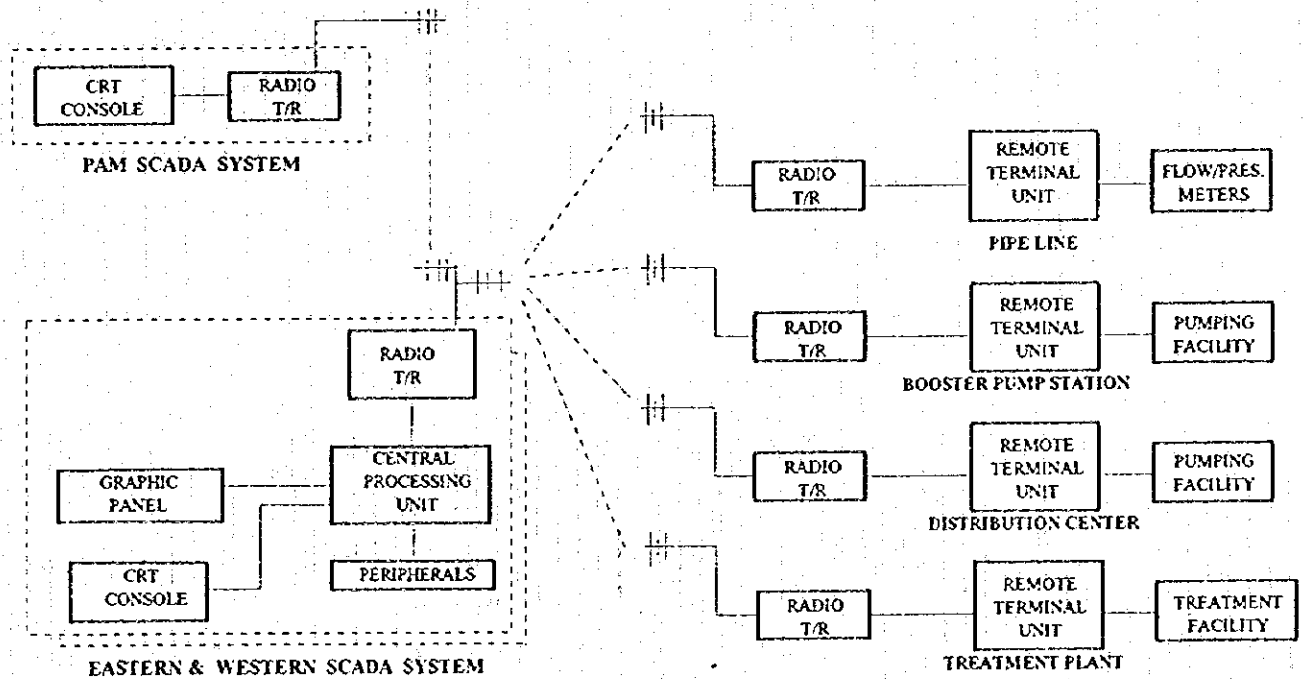 CRT
CONSOLE
RADIO
T/R
PAM SCADA SYSTEM
RADIO
T/R
REMOTE
TERMINAL
UNIT
FLOW/PRES.
METERS
PIPE LINE
RADIO
T/R
REMOTE
TERMINAL
UNIT
PUMPING
FACILITY
BOOSTER PUMP STATION
RADIO
T/R
REMOTE
TERMINAL
UNIT
PUMPING
FACILITY
DISTRIBUTION CENTER
RADIO
T/R
REMOTE
TERMINAL
UNIT
TREATMENT
FACILITY
TREATMENT PLANT
RADIO
T/R
CENTRAL
PROCESSING
UNIT
GRAPHIC
PANEL
CRT
CONSOLE
PERIPHERALS
EASTERN & WESTERN SCADA SYSTEM